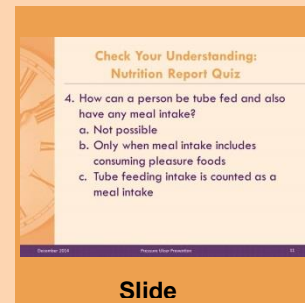 Check Your Understanding:
Nutrition Report Quiz
4. How can a person be tube fed and also
have any meal intake?
a. Not possible
b. Only when meal intake includes
consuming pleasure foods
c. Tube feeding intake is counted as a
meal intake
Pressure Ulcer Prevention
Slide